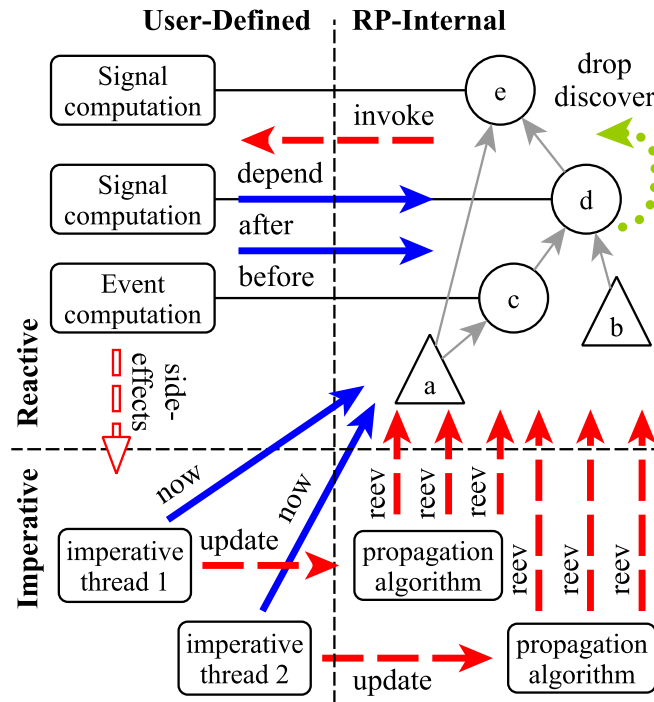 User-Defined
RP-Internal
Signal
computation
e
drop
discover
invoke
Signal
computation
depend
d
after
before
Event
computation
c
b
a
Reactive
side-
effects
now
now
reev
reev
reev
reev
reev
reev
Imperative
imperative
thread 1
update
propagation
algorithm
imperative
thread 2
update
propagation
algorithm